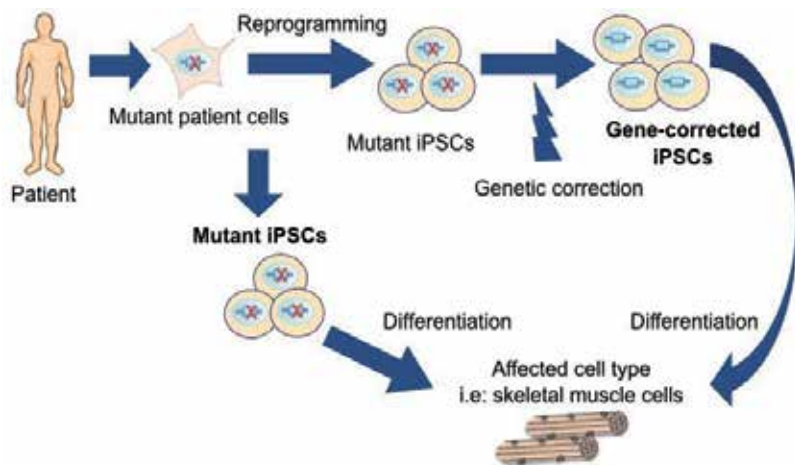 Reprogramming
Mutant patient cells
Mutant iPSCs
Gene-corrected
iPSCs
Patient
Genetic correction
Mutant iPSCs
Differentiation
Differentiation
Affected cell type
i.e: skeletal muscle cells